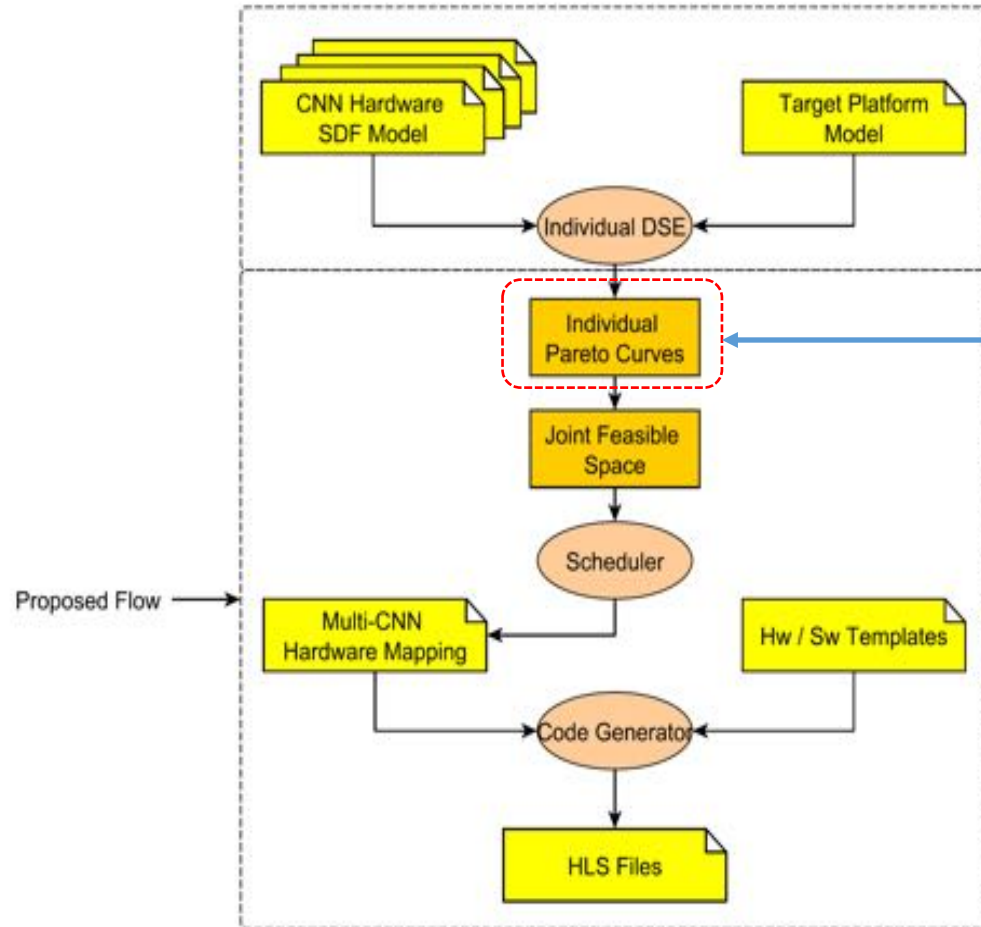 CNN Hardware
SDF Model
Target Platform
Model
Individual DSE
Individual
Pareto Curves
Joint Feasible
Space
Scheduler
Proposed Flow
Multi-CNN
Hardware Mapping
Hw / Sw Templates
Code Generator
HLS Files